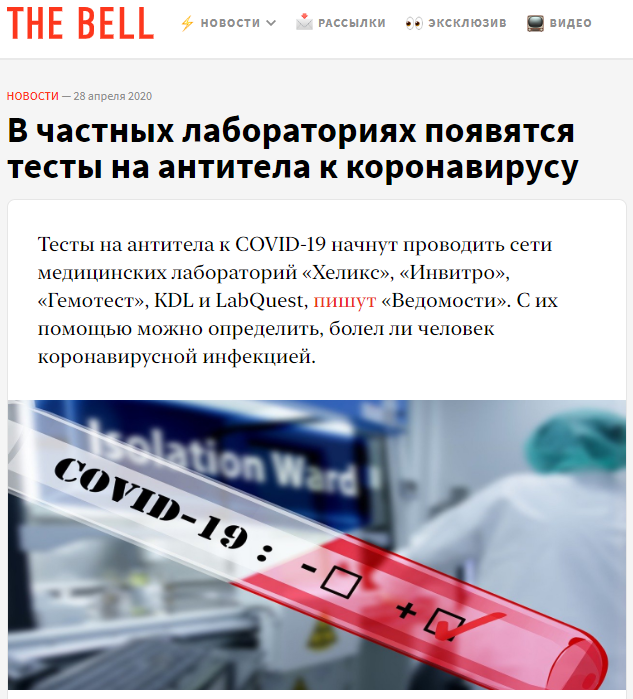 THE BELL
НОВОСТИ
РАССЫЛКИ
ЭКСКЛЮЗИВ
ВИДЕО
НОВОСТИ — 28 апреля 2020
В частных лабораториях появятся
тесты на антитела к коронавирусу
Тесты на антитела к COVID-19 начнут проводить сети
медицинских лабораторий «Хеликс», «Инвитро»,
«Гемотест», KDL и LabQuest, пишут «Ведомости». С их
помощью можно определить, болел ли человек
коронавирусной инфекцией.
Isolation Ward
COVID-19 :
-
+